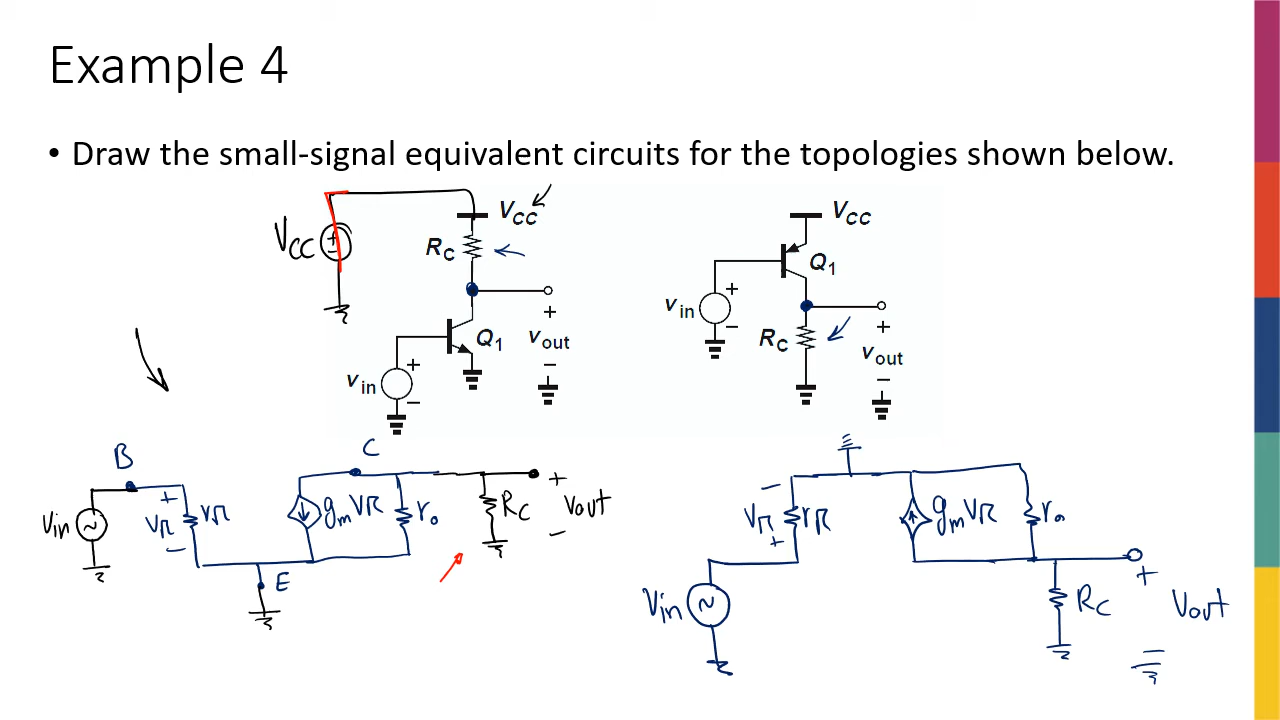 Example 4
• Draw the small-signal equivalent circuits for the topologies shown below.
VCC
VCC
RC
Q1
vin
+
−
+
vout
−
VCC
Q1
vin
+
−
RC
+
vout
−
B
C
E
Vin
+
Vπ
−
rπ
gmVπ
ro
RC
+
Vout
−
−
Vπ
+
rπ
gmVπ
ro
Vin
RC
+
Vout
−